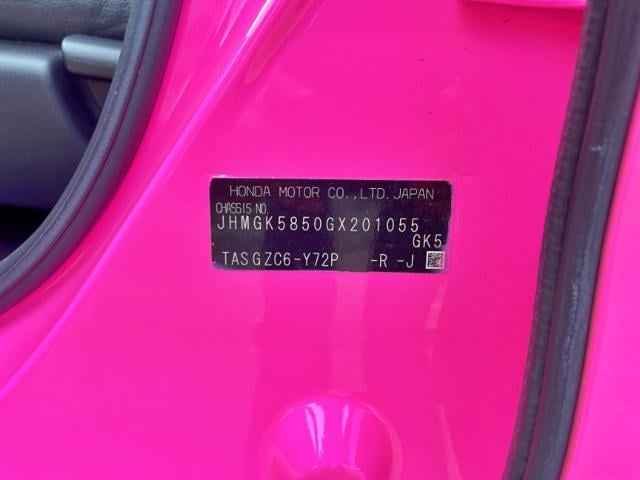 HONDA MOTOR CO.,LTD.JAPAN
CHASSIS NO.
JHMGK5850GX201055
GK5
TASGZC6-Y72P -R -J